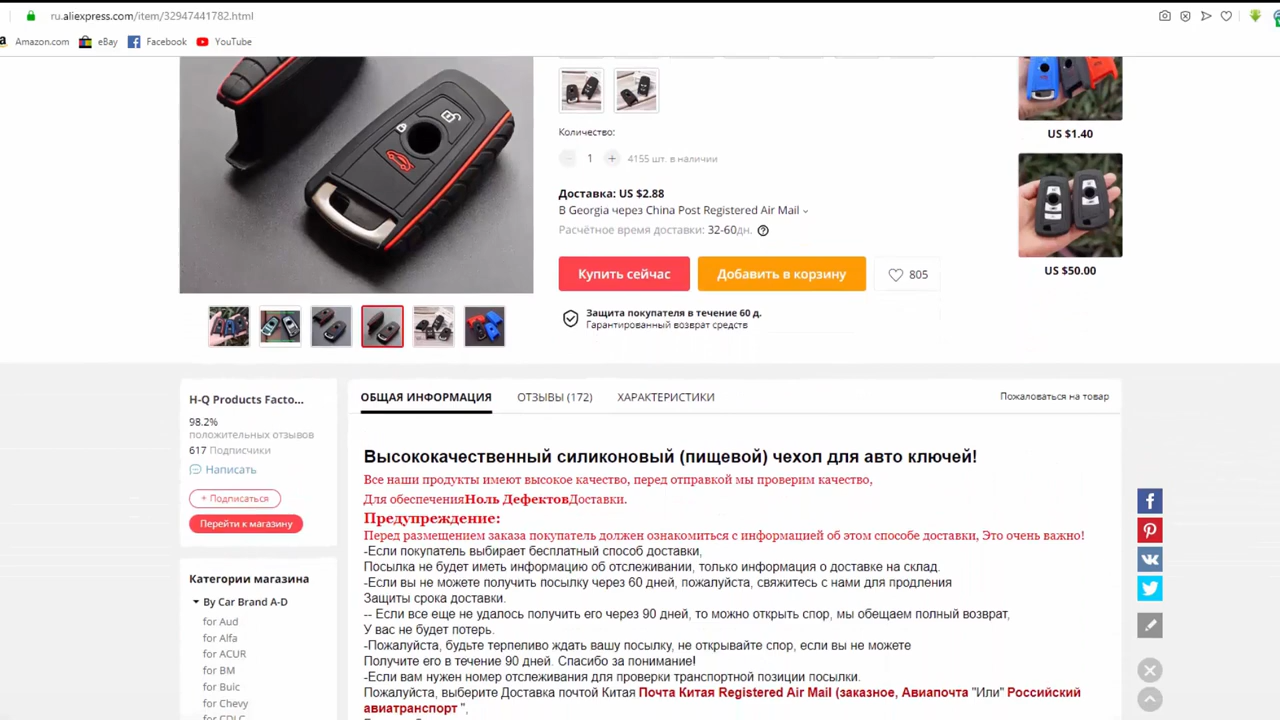 ru.aliexpress.com/item/32947441782.html
Amazon.com eBay Facebook YouTube
Количество:
1 + 4155 шт. в наличии
Доставка: US $2.88
В Georgia через China Post Registered Air Mail
Расчётное время доставки: 32-60дн.
Купить сейчас Добавить в корзину 805
Защита покупателя в течение 60 д.
Гарантированный возврат средств
US $1.40
US $50.00
H-Q Products Facto...
98.2%
положительных отзывов
617 Подписчики
Написать
+ Подписаться
Перейти к магазину
Категории магазина
By Car Brand A-D
for Aud
for Alfa
for ACUR
for BM
for Buic
for Chevy
for CDLC
ОБЩАЯ ИНФОРМАЦИЯ ОТЗЫВЫ (172) ХАРАКТЕРИСТИКИ Пожаловаться на товар
Высококачественный силиконовый (пищевой) чехол для авто ключей!
Все наши продукты имеют высокое качество, перед отправкой мы проверим качество,
Для обеспеченияНоль ДефектовДоставки.
Предупреждение:
Перед размещением заказа покупатель должен ознакомиться с информацией об этом способе доставки, Это очень важно!
-Если покупатель выбирает бесплатный способ доставки,
Посылка не будет иметь информацию об отслеживании, только информация о доставке на склад.
-Если вы не можете получить посылку через 60 дней, пожалуйста, свяжитесь с нами для продления
Защиты срока доставки.
-- Если все еще не удалось получить его через 90 дней, то можно открыть спор, мы обещаем полный возврат,
У вас не будет потерь.
-Пожалуйста, будьте терпеливо ждать вашу посылку, не открывайте спор, если вы не можете
Получите его в течение 90 дней. Спасибо за понимание!
-Если вам нужен номер отслеживания для проверки транспортной позиции посылки.
Пожалуйста, выберите Доставка почтой Китая Почта Китая Registered Air Mail (заказное, Авиапочта "Или" Российский
авиатранспорт ",